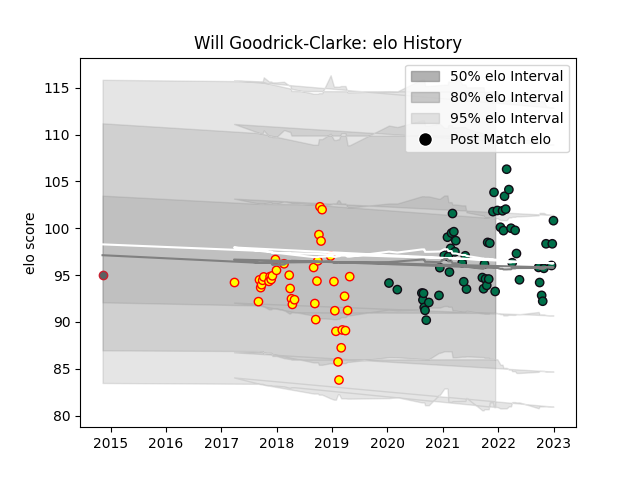 Will Goodrick-Clarke: elo History
50% elo Interval
80% elo Interval
95% elo Interval
Post Match elo
elo score
115
110
105
100
95
90
85
80
2015 2016 2017 2018 2019 2020 2021 2022 2023